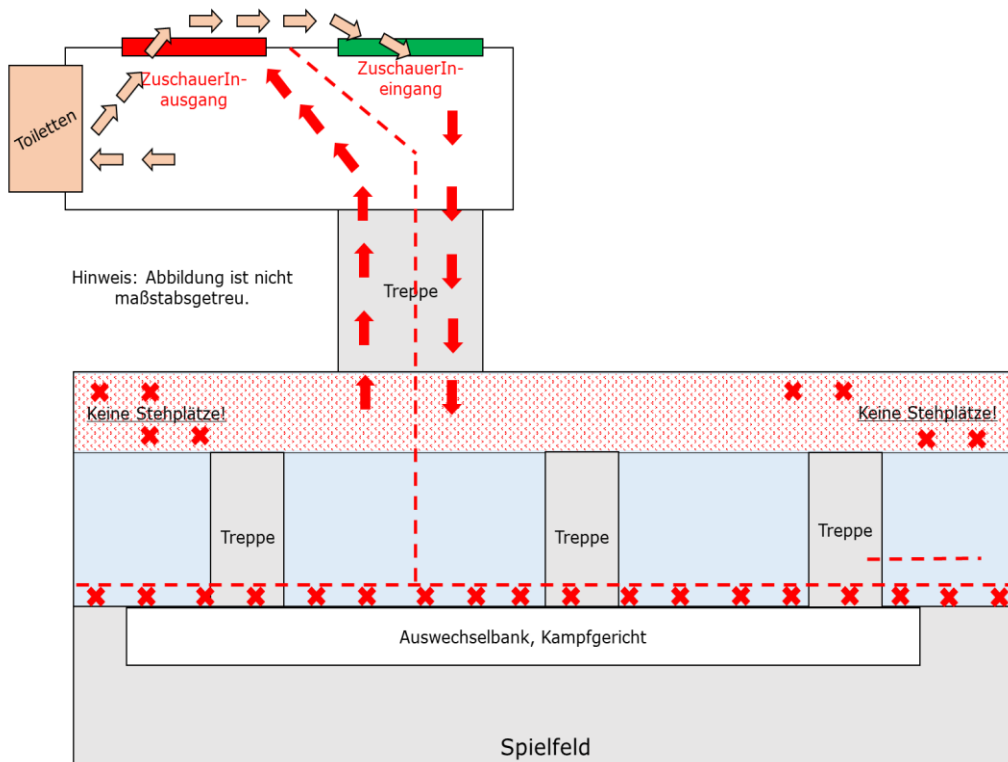 ZuschauerIn-
ausgang
ZuschauerIn-
eingang
Toiletten
Hinweis: Abbildung ist nicht
maßstabsgetreu.
Treppe
Keine Stehplätze!
Keine Stehplätze!
Treppe
Treppe
Treppe
Auswechselbank, Kampfgericht
Spielfeld